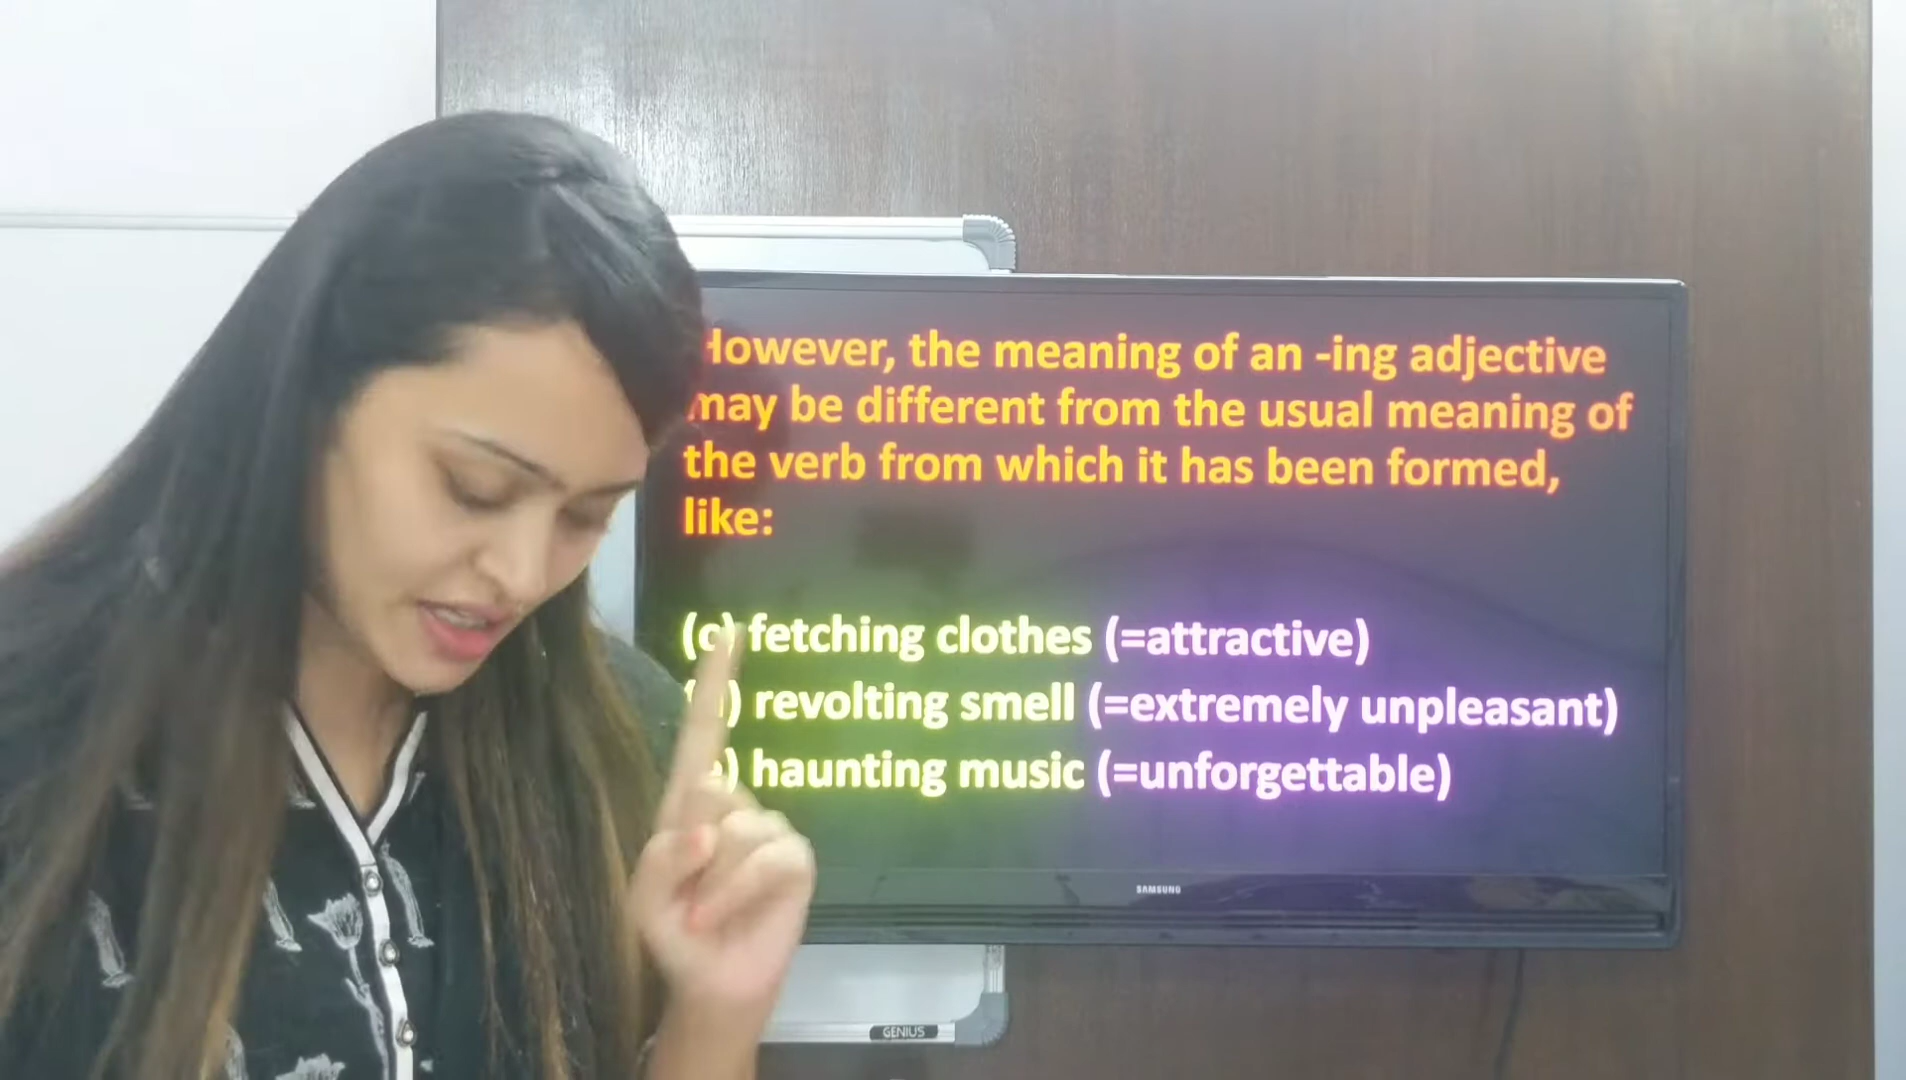 However, the meaning of an -ing adjective
may be different from the usual meaning of
the verb from which it has been formed,
like:
(c) fetching clothes (=attractive)
) revolting smell (=extremely unpleasant)
) haunting music (=unforgettable)
SAMSUNG
GENIUS